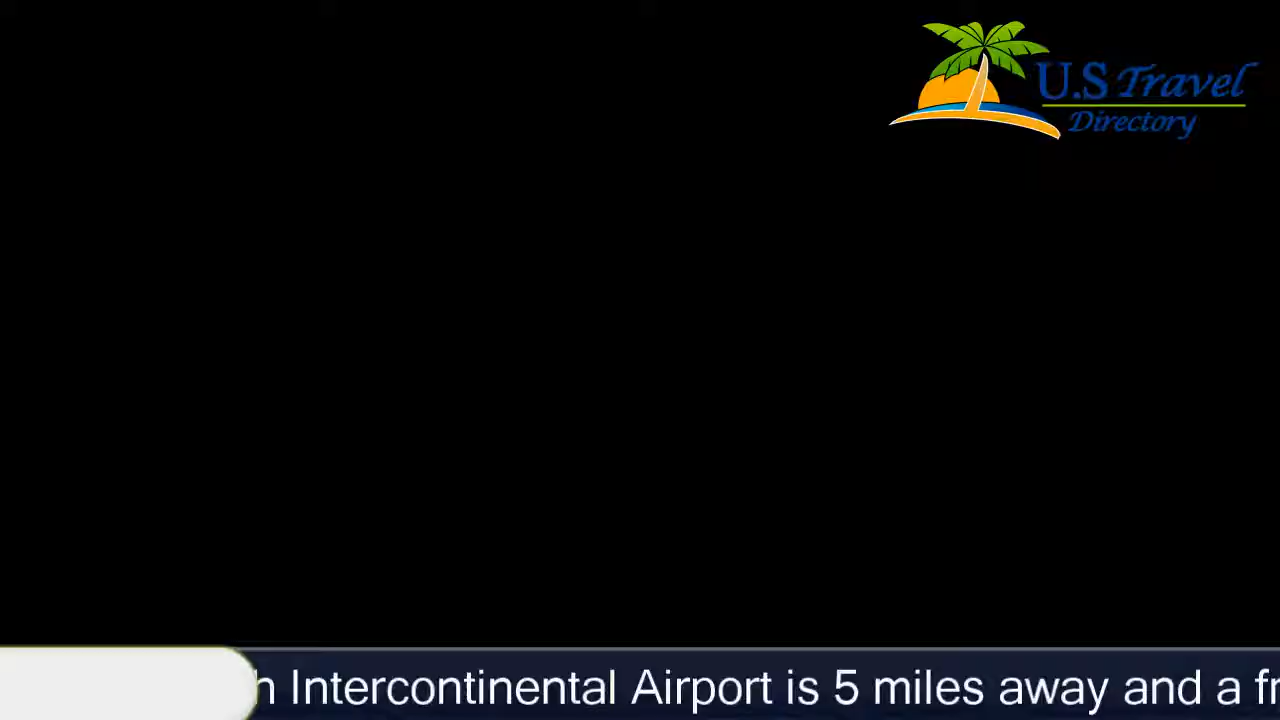 U.S Travel
Directory
Intercontinental Airport is 5 miles away and a